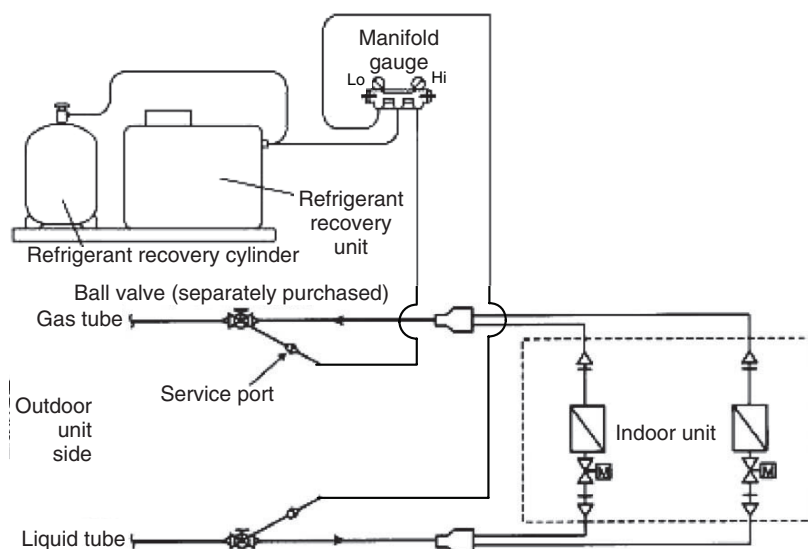 Manifold
gauge
Lo
Hi
Refrigerant
recovery
unit
Refrigerant recovery cylinder
Ball valve (separately purchased)
Gas tube
Service port
Outdoor
unit
side
Indoor unit
M
M
Liquid tube